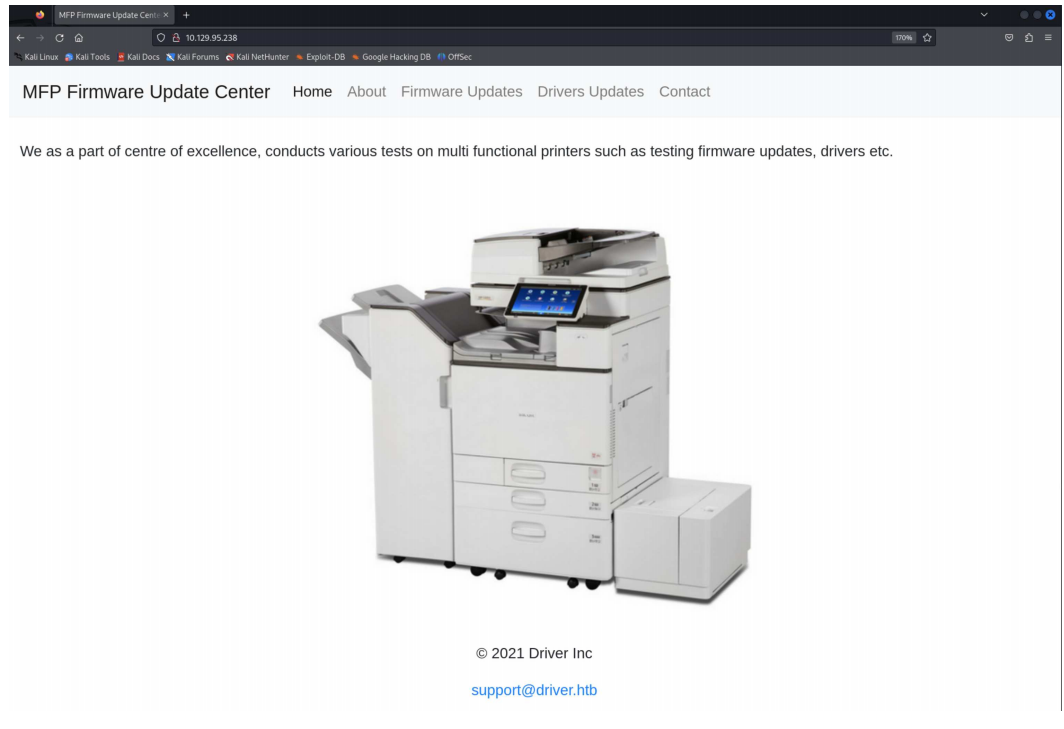 MFP Firmware Update Cente
10.129.95.238
170%
Kali Linux Kali Tools Kali Docs Kali Forums Kali NetHunter Exploit-DB Google Hacking DB OffSec
MFP Firmware Update Center Home About Firmware Updates Drivers Updates Contact
We as a part of centre of excellence, conducts various tests on multi functional printers such as testing firmware updates, drivers etc.
© 2021 Driver Inc
support@driver.htb